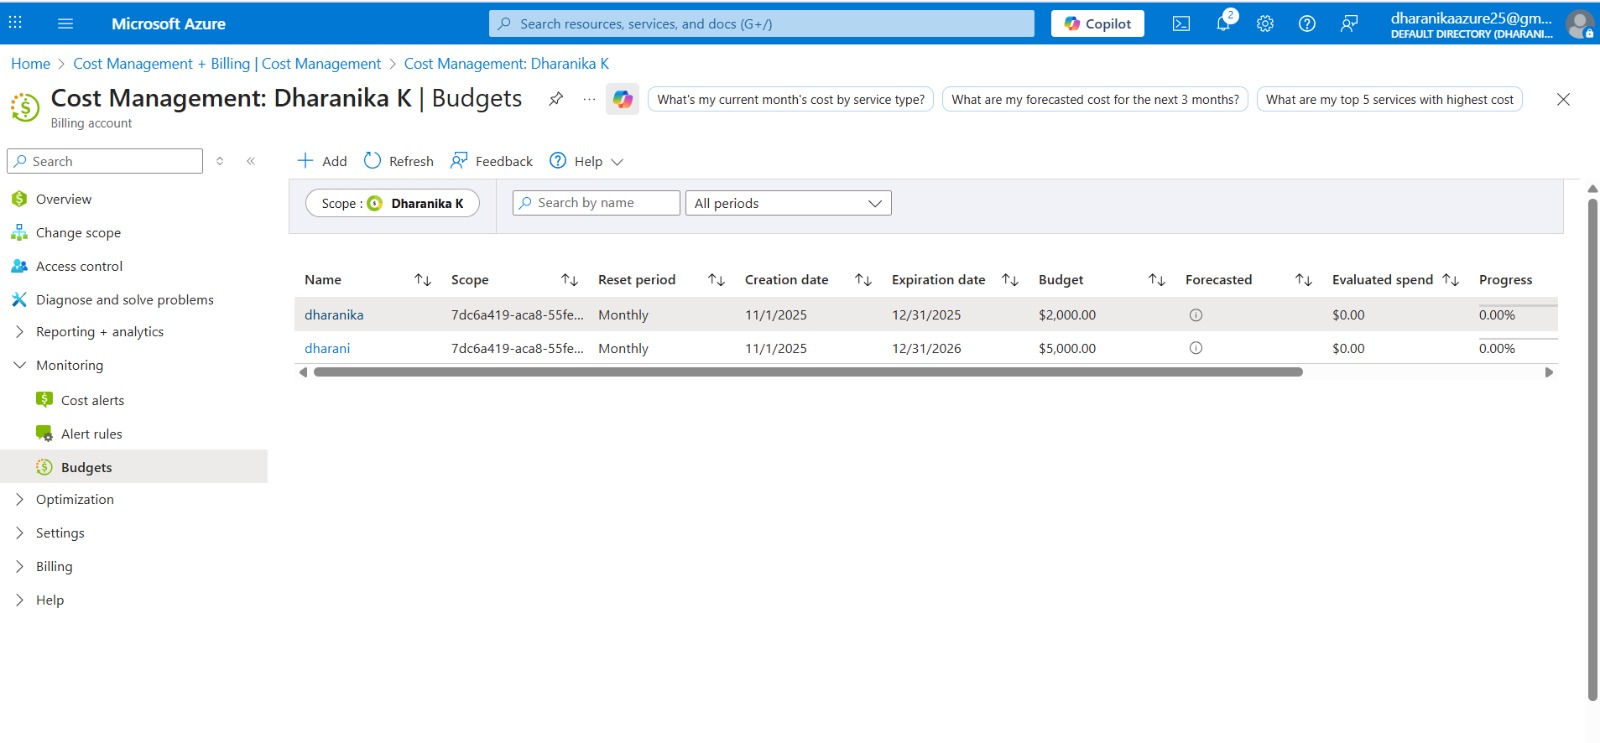 Microsoft Azure
Search resources, services, and docs (G+/)
Copilot
2
dharanikaazure25@gm...
DEFAULT DIRECTORY (DHARANI...
Home > Cost Management + Billing | Cost Management > Cost Management: Dharanika K
Cost Management: Dharanika K | Budgets
...
What's my current month's cost by service type?
What are my forecasted cost for the next 3 months?
What are my top 5 services with highest cost
Billing account
Search
Overview
Change scope
Access control
Diagnose and solve problems
Reporting + analytics
Monitoring
Cost alerts
Alert rules
Budgets
Optimization
Settings
Billing
Help
Add Refresh Feedback Help
Scope : Dharanika K Search by name All periods
Name Scope Reset period Creation date Expiration date Budget Forecasted Evaluated spend Progress
dharanika 7dc6a419-aca8-55fe... Monthly 11/1/2025 12/31/2025 $2,000.00 $0.00 0.00%
dharani 7dc6a419-aca8-55fe... Monthly 11/1/2025 12/31/2026 $5,000.00 $0.00 0.00%